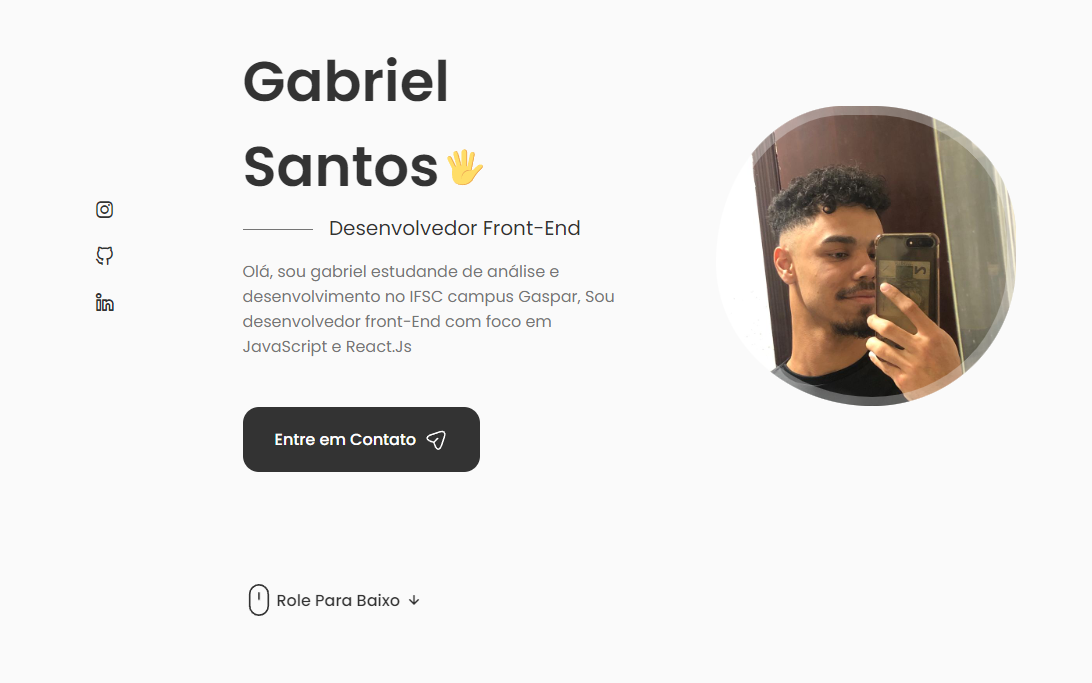 Gabriel
Santos🖐
Desenvolvedor Front-End
Olá, sou gabriel estudande de análise e
desenvolvimento no IFSC campus Gaspar, Sou
desenvolvedor front-End com foco em
JavaScript e React.Js
Entre em Contato
Role Para Baixo ↓